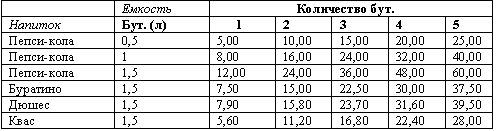 Емкость Количество бут.
Напиток Бут. (л) 1 2 3 4 5
Пепси-кола 0,5 5,00 10,00 15,00 20,00 25,00
Пепси-кола 1 8,00 16,00 24,00 32,00 40,00
Пепси-кола 1,5 12,00 24,00 36,00 48,00 60,00
Буратино 1,5 7,50 15,00 22,50 30,00 37,50
Дюшес 1,5 7,90 15,80 23,70 31,60 39,50
Квас 1,5 5,60 11,20 16,80 22,40 28,00